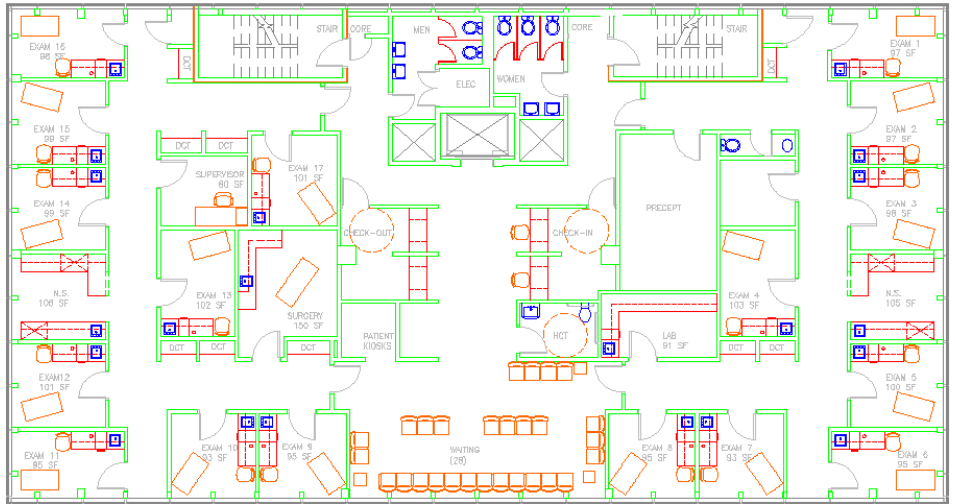 EXAM 16
96 SF
DCT
STAIR
CORE
MEN
ELEC
WOMEN
CORE
STAIR
DCT
EXAM 1
97 SF
EXAM 15
99 SF
DCT
DCT
EXAM 17
101 SF
SUPERVISOR
80 SF
EXAM 2
97 SF
EXAM 14
99 SF
CHECK-OUT
CHECK-IN
PRECEPT
EXAM 3
98 SF
N.S.
106 SF
EXAM 13
102 SF
SURGERY
150 SF
PATIENT
KIOSKS
HCT
LAB
91 SF
EXAM 4
103 SF
N.S.
105 SF
DCT
DCT
DCT
DCT
DCT
EXAM12
101 SF
EXAM 5
100 SF
EXAM 11
95 SF
EXAM 10
93 SF
EXAM 9
95 SF
WAITING
(28)
EXAM 8
95 SF
EXAM 7
93 SF
EXAM 6
95 SF